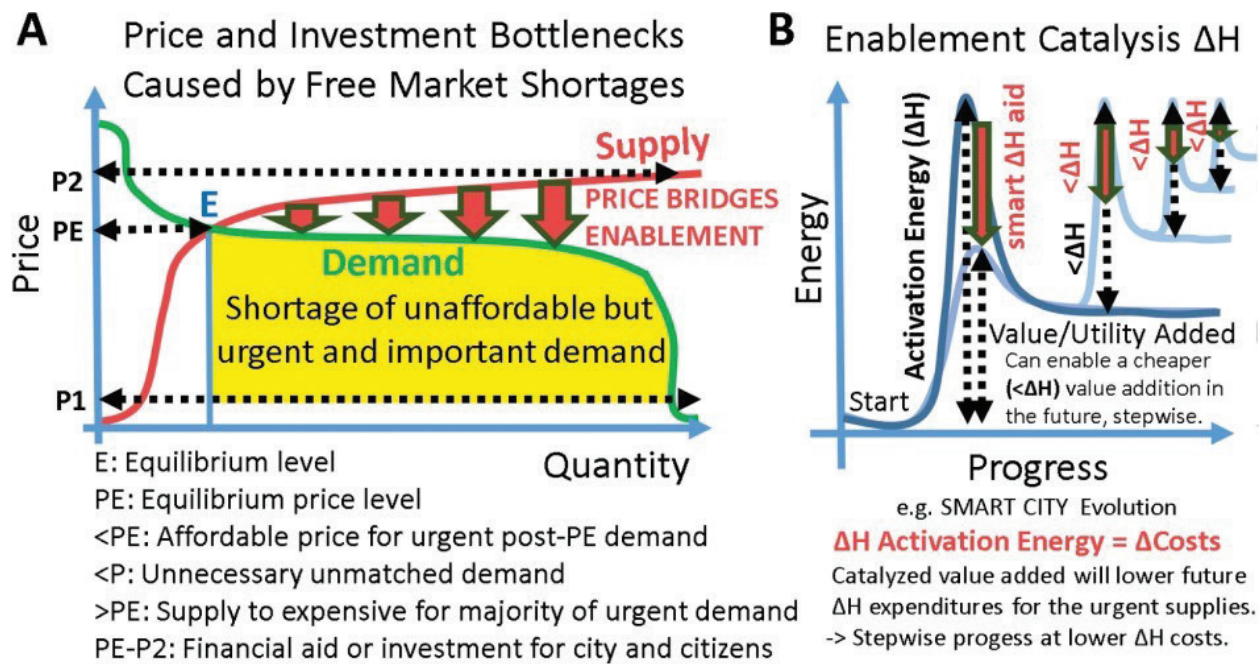 A
Price and Investment Bottlenecks
Caused by Free Market Shortages
Price
P2
PE
P1
E
Supply
PRICE BRIDGES
ENABLEMENT
Demand
Shortage of unaffordable but
urgent and important demand
Quantity
E: Equilibrium level
PE: Equilibrium price level
<PE: Affordable price for urgent post-PE demand
<P: Unnecessary unmatched demand
>PE: Supply to expensive for majority of urgent demand
PE-P2: Financial aid or investment for city and citizens
B
Enablement Catalysis ΔH
Energy
Activation Energy (ΔH)
smart ΔH aid
<ΔH
<ΔH
<ΔH
<ΔH
Start
Value/Utility Added
Can enable a cheaper
(<ΔH) value addition in
the future, stepwise.
Progress
e.g. SMART CITY Evolution
ΔH Activation Energy = ΔCosts
Catalyzed value added will lower future
ΔH expenditures for the urgent supplies.
-> Stepwise progess at lower ΔH costs.